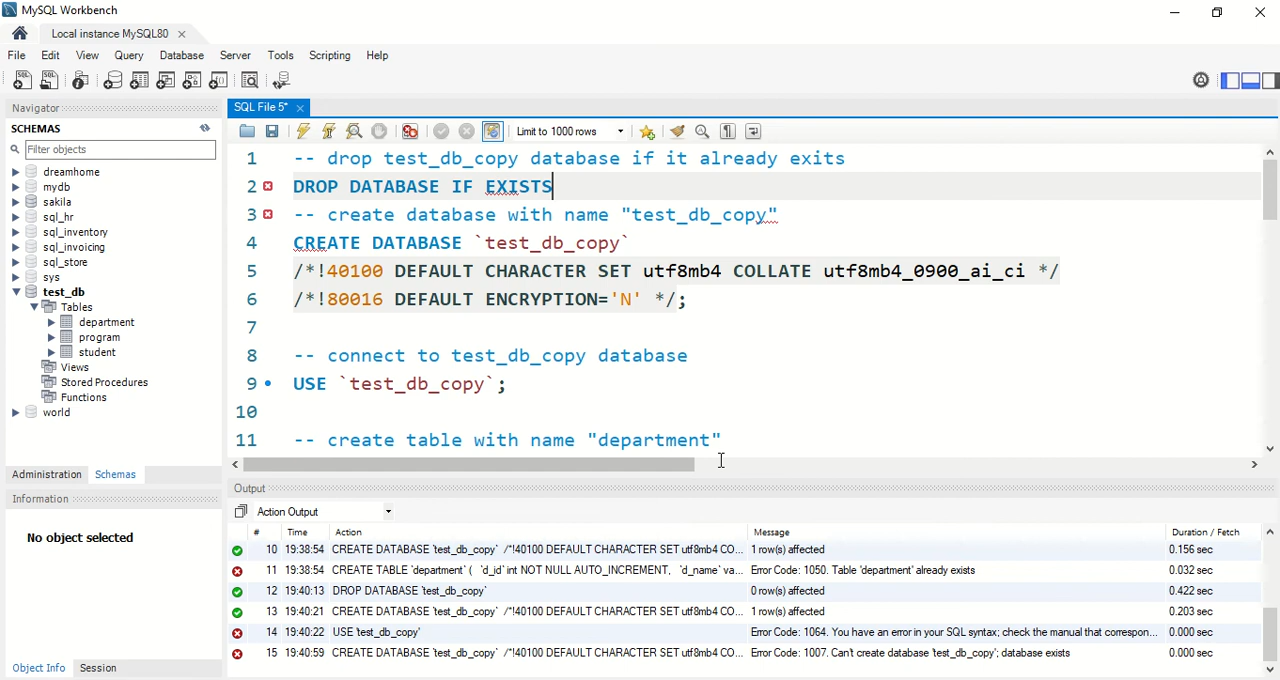 MySQL Workbench
Local instance MySQL80
File Edit View Query Database Server Tools Scripting Help
Navigator
SCHEMAS
Filter objects
dreamhome
mydb
sakila
sql_hr
sql_inventory
sql_invoicing
sql_store
sys
test_db
Tables
department
program
student
Views
Stored Procedures
Functions
world
Administration Schemas
Information
No object selected
Object Info Session
SQL File 5*
Limit to 1000 rows
1 -- drop test_db_copy database if it already exits
2 DROP DATABASE IF EXISTS
3 -- create database with name "test_db_copy"
4 CREATE DATABASE `test_db_copy`
5 /*!40100 DEFAULT CHARACTER SET utf8mb4 COLLATE utf8mb4_0900_ai_ci */
6 /*!80016 DEFAULT ENCRYPTION='N' */;
7
8 -- connect to test_db_copy database
9 USE `test_db_copy`;
10
11 -- create table with name "department"
Output
Action Output
# Time Action Message Duration / Fetch
10 19:38:54 CREATE DATABASE `test_db_copy` /*!40100 DEFAULT CHARACTER SET utf8mb4 CO... 1 row(s) affected 0.156 sec
11 19:38:54 CREATE TABLE `department` ( `d_id` int NOT NULL AUTO_INCREMENT, `d_name` va... Error Code: 1050. Table 'department' already exists 0.032 sec
12 19:40:13 DROP DATABASE `test_db_copy` 0 row(s) affected 0.422 sec
13 19:40:21 CREATE DATABASE `test_db_copy` /*!40100 DEFAULT CHARACTER SET utf8mb4 CO... 1 row(s) affected 0.203 sec
14 19:40:22 USE `test_db_copy` Error Code: 1064. You have an error in your SQL syntax; check the manual that correspon... 0.000 sec
15 19:40:59 CREATE DATABASE `test_db_copy` /*!40100 DEFAULT CHARACTER SET utf8mb4 CO... Error Code: 1007. Can't create database 'test_db_copy'; database exists 0.000 sec